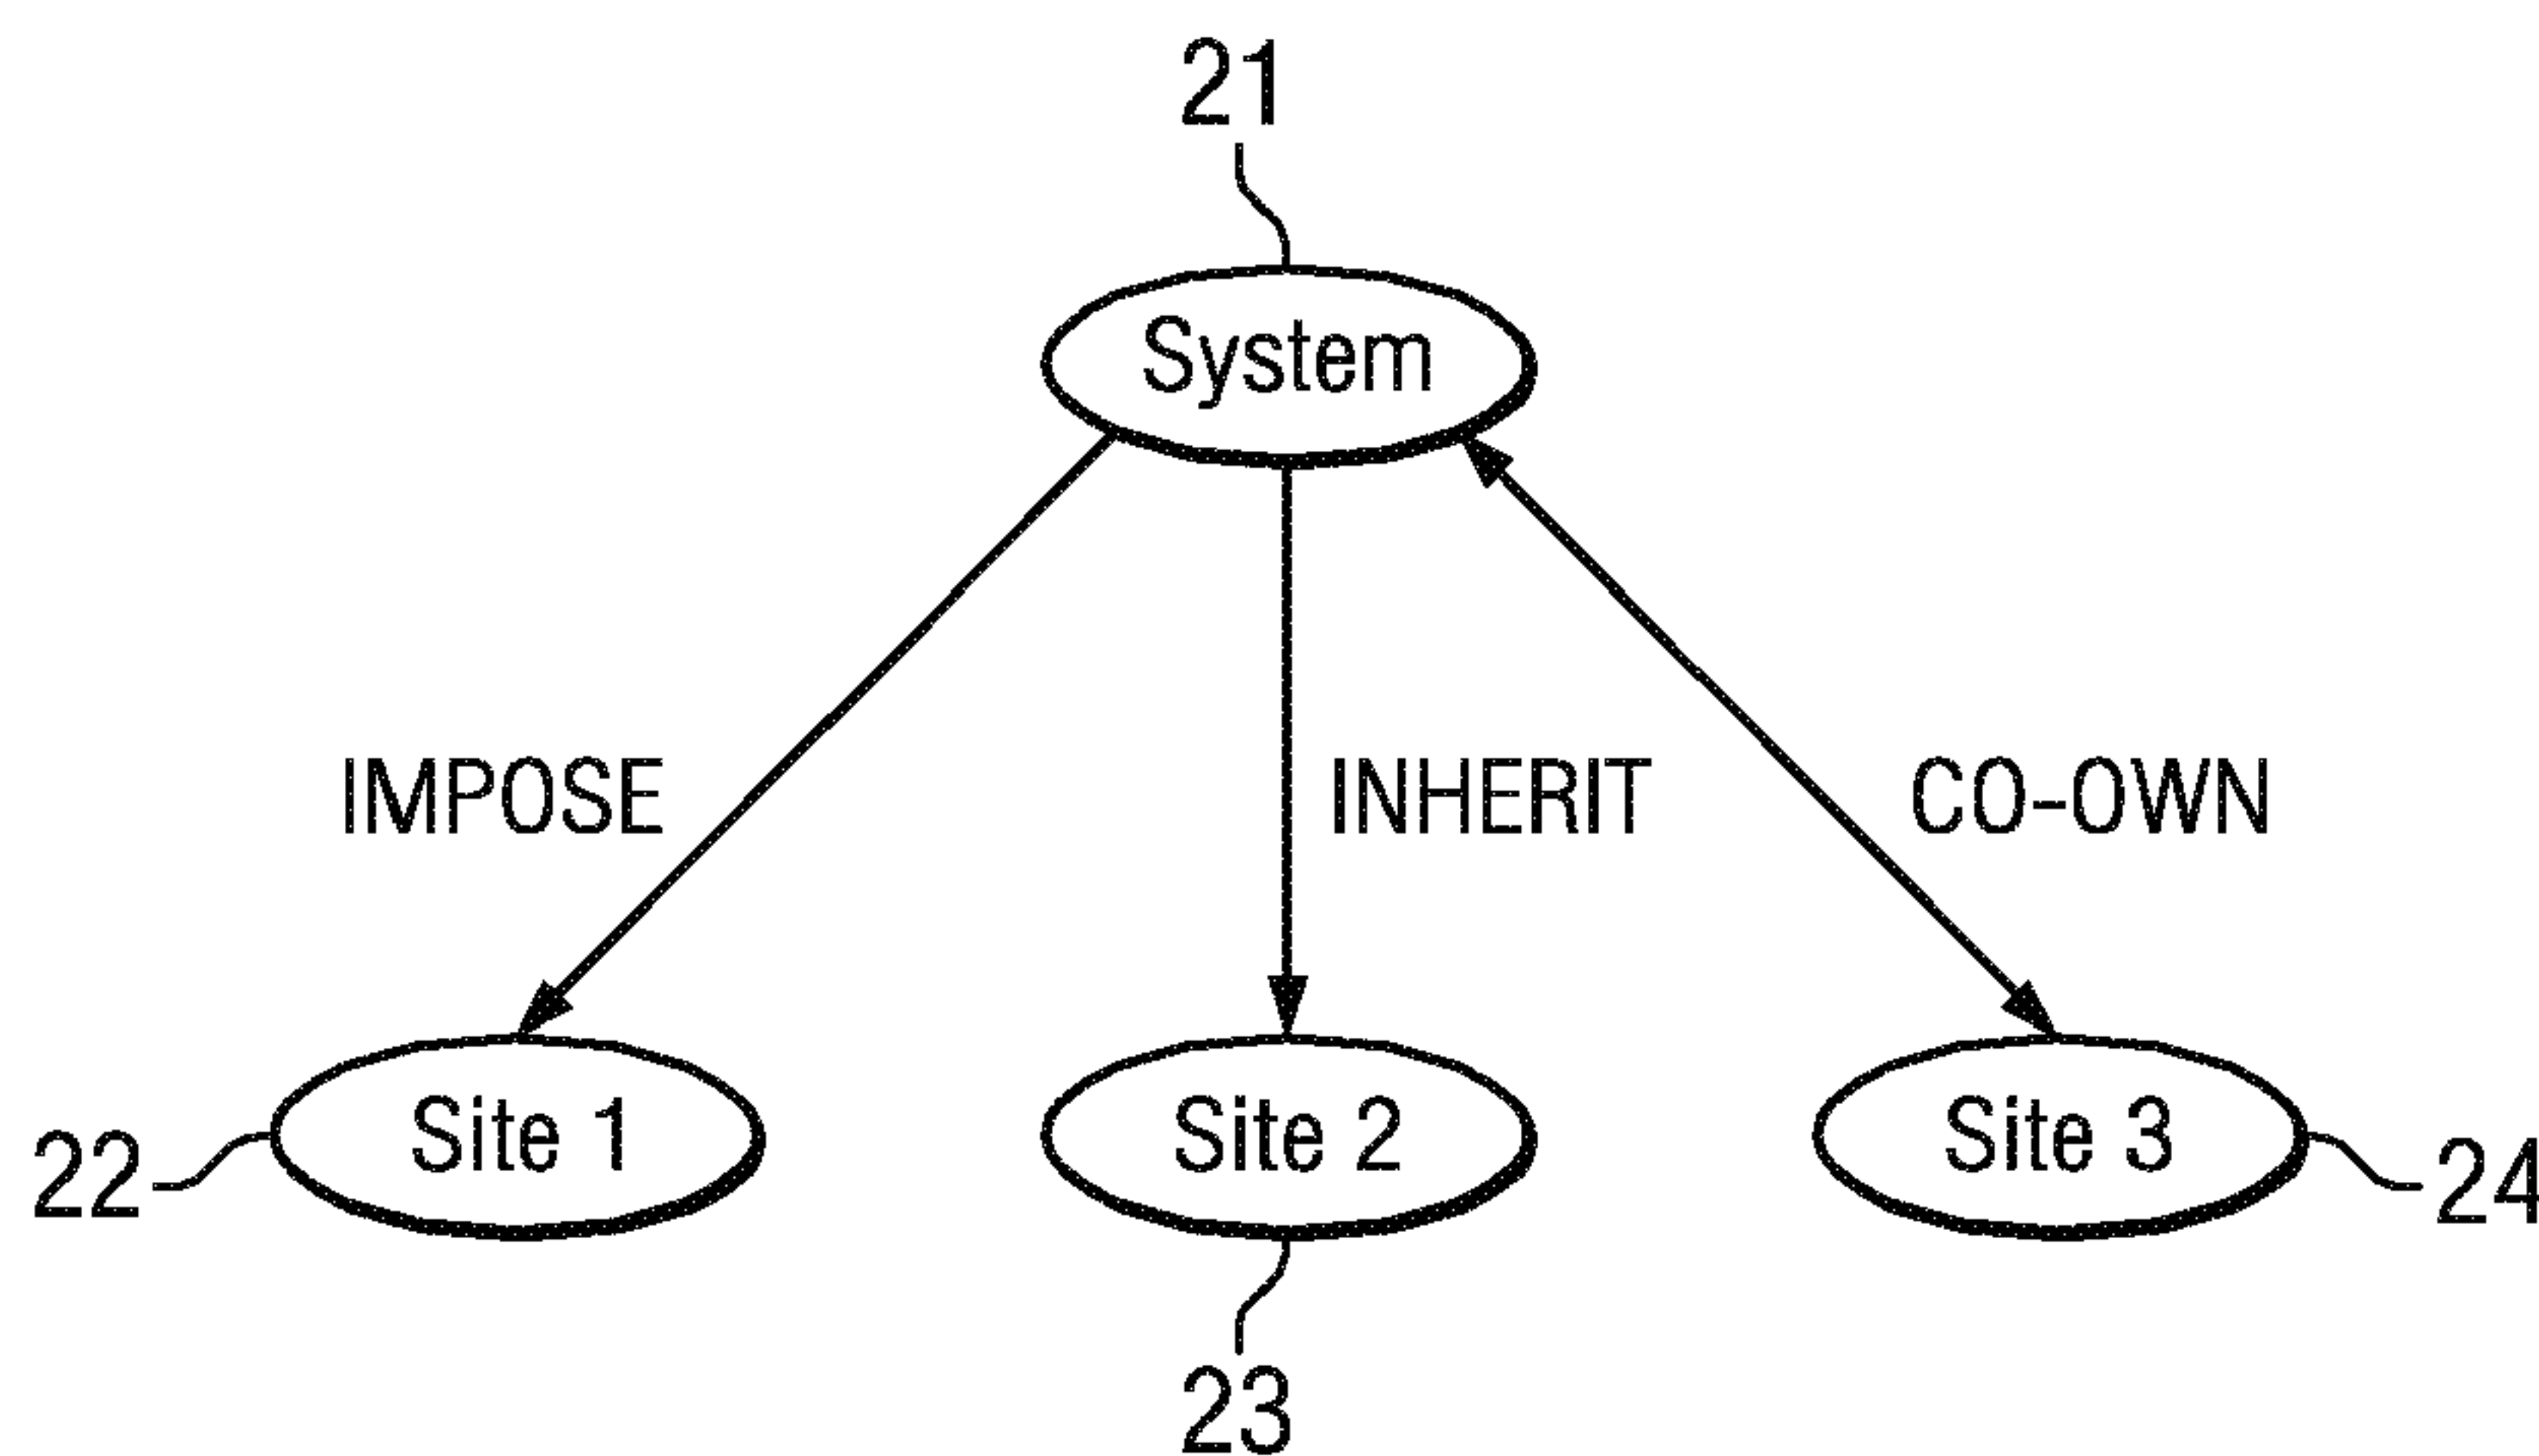 21
System
IMPOSE
INHERIT
CO-OWN
Site 1
Site 2
Site 3
22
24
23